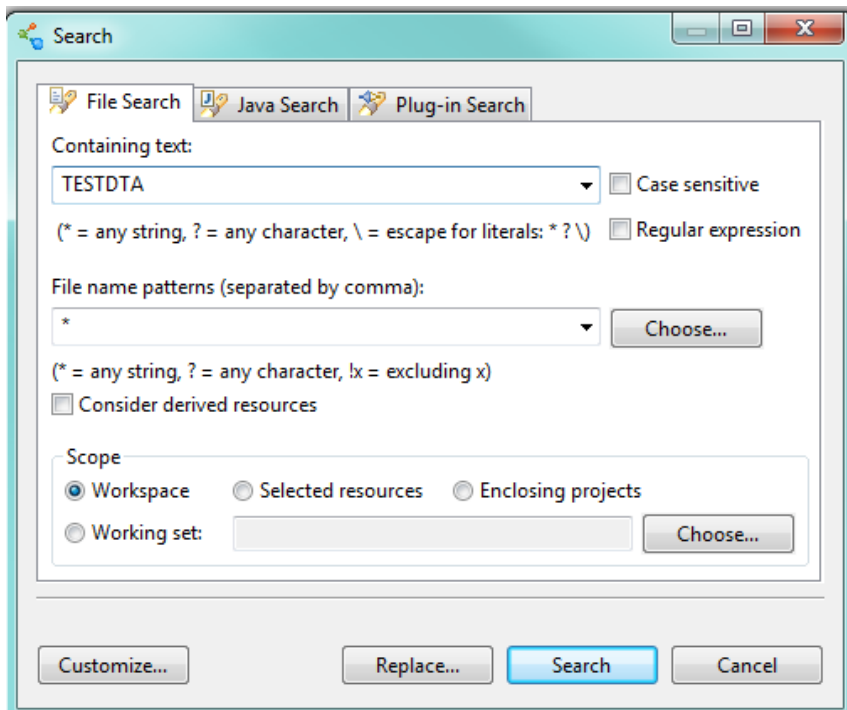 Search
File Search Java Search Plug-in Search
Containing text:
TESTDTA Case sensitive
(* = any string, ? = any character, \ = escape for literals: * ? \) Regular expression
File name patterns (separated by comma):
* Choose...
(* = any string, ? = any character, !x = excluding x)
Consider derived resources
Scope
Workspace Selected resources Enclosing projects
Working set: Choose...
Customize... Replace... Search Cancel